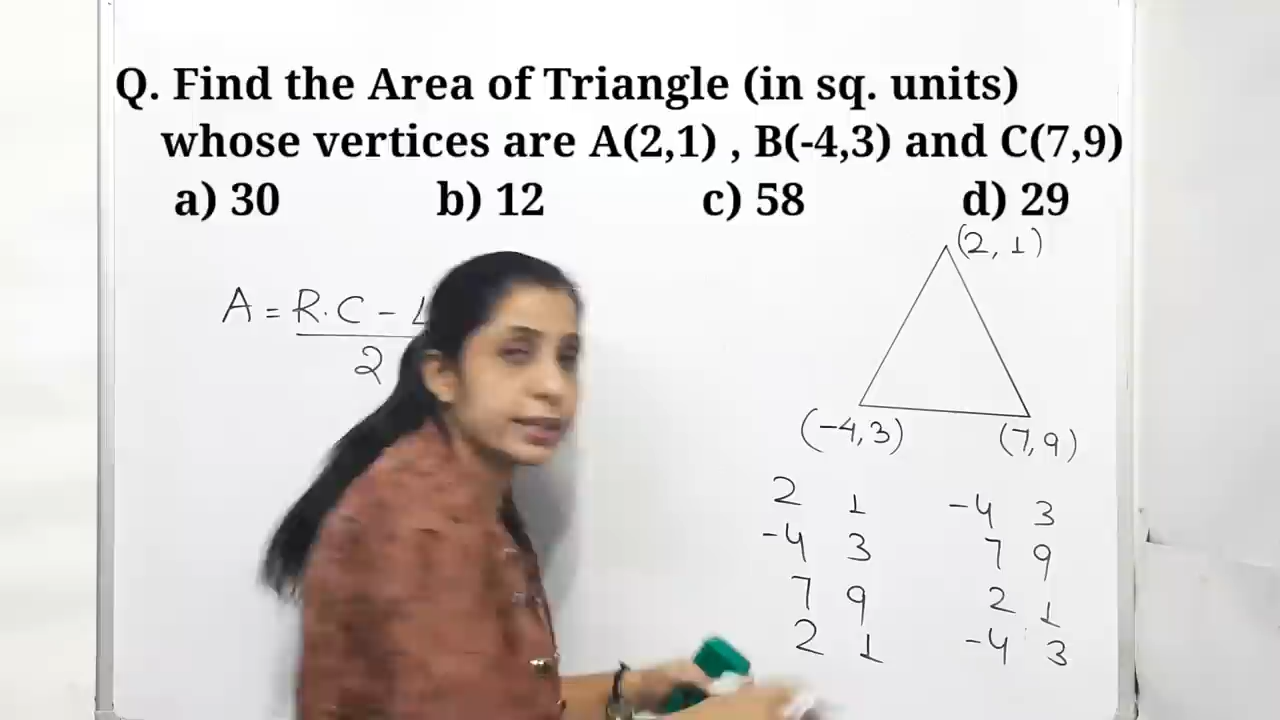 Q. Find the Area of Triangle (in sq. units)
whose vertices are A(2,1) , B(-4,3) and C(7,9)
a) 30 b) 12 c) 58 d) 29
(2, 1)
A = R.C -
2
(-4,3) (7,9)
2 1 -4 3
-4 3 7 9
7 9 2 1
2 1 -4 3